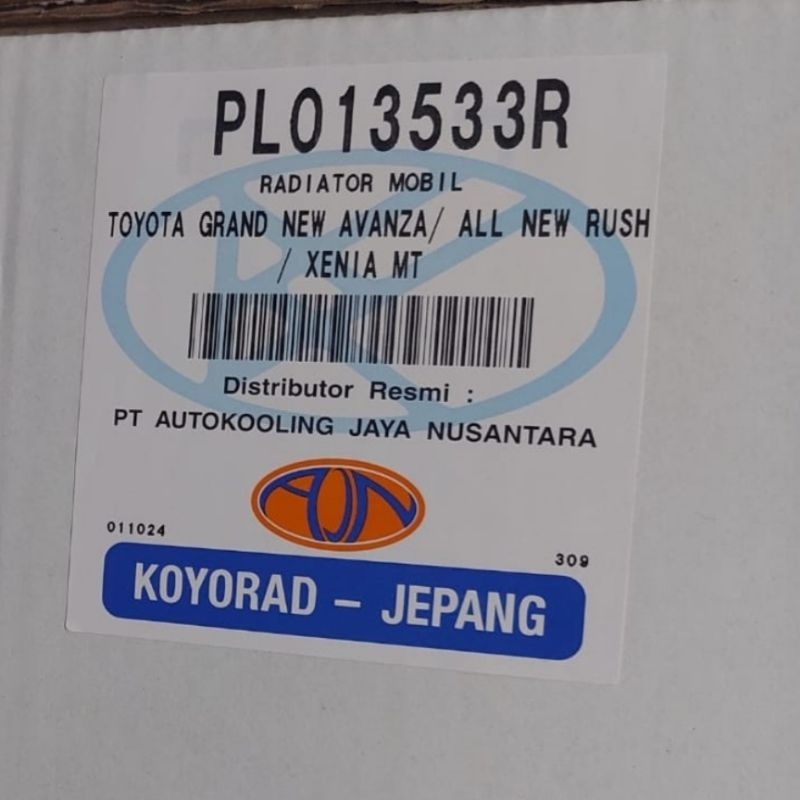 PL013533R
RADIATOR MOBIL
TOYOTA GRAND NEW AVANZA/ ALL NEW RUSH
/ XENIA MT
Distributor Resmi :
PT AUTOKOOLING JAYA NUSANTARA
AJN
011024
309
KOYORAD - JEPANG